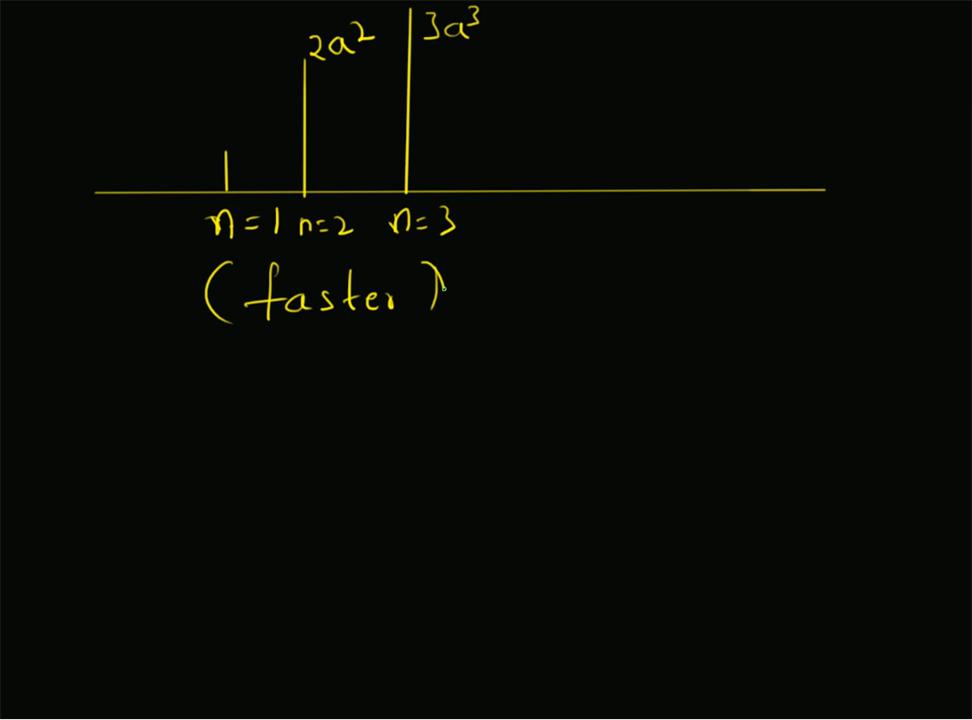 2a² 3a³
n=1 n=2 n=3
(faster)